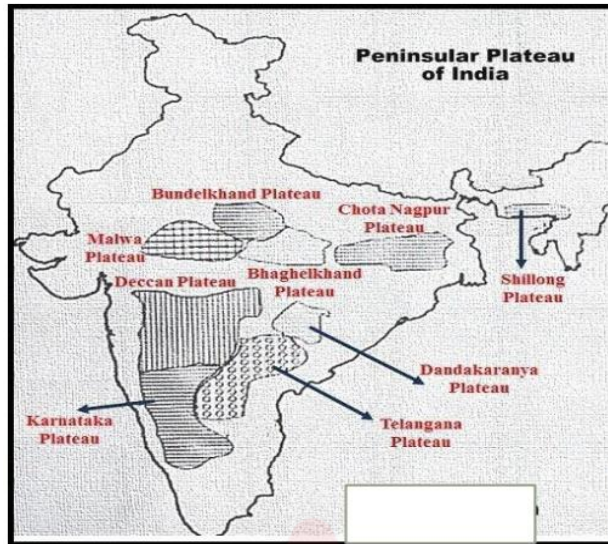 Peninsular Plateau
of India
Bundelkhand Plateau
Chota Nagpur
Plateau
Malwa
Plateau
Bhaghelkhand
Plateau
Shillong
Plateau
Deccan Plateau
Dandakaranya
Plateau
Karnataka
Plateau
Telangana
Plateau